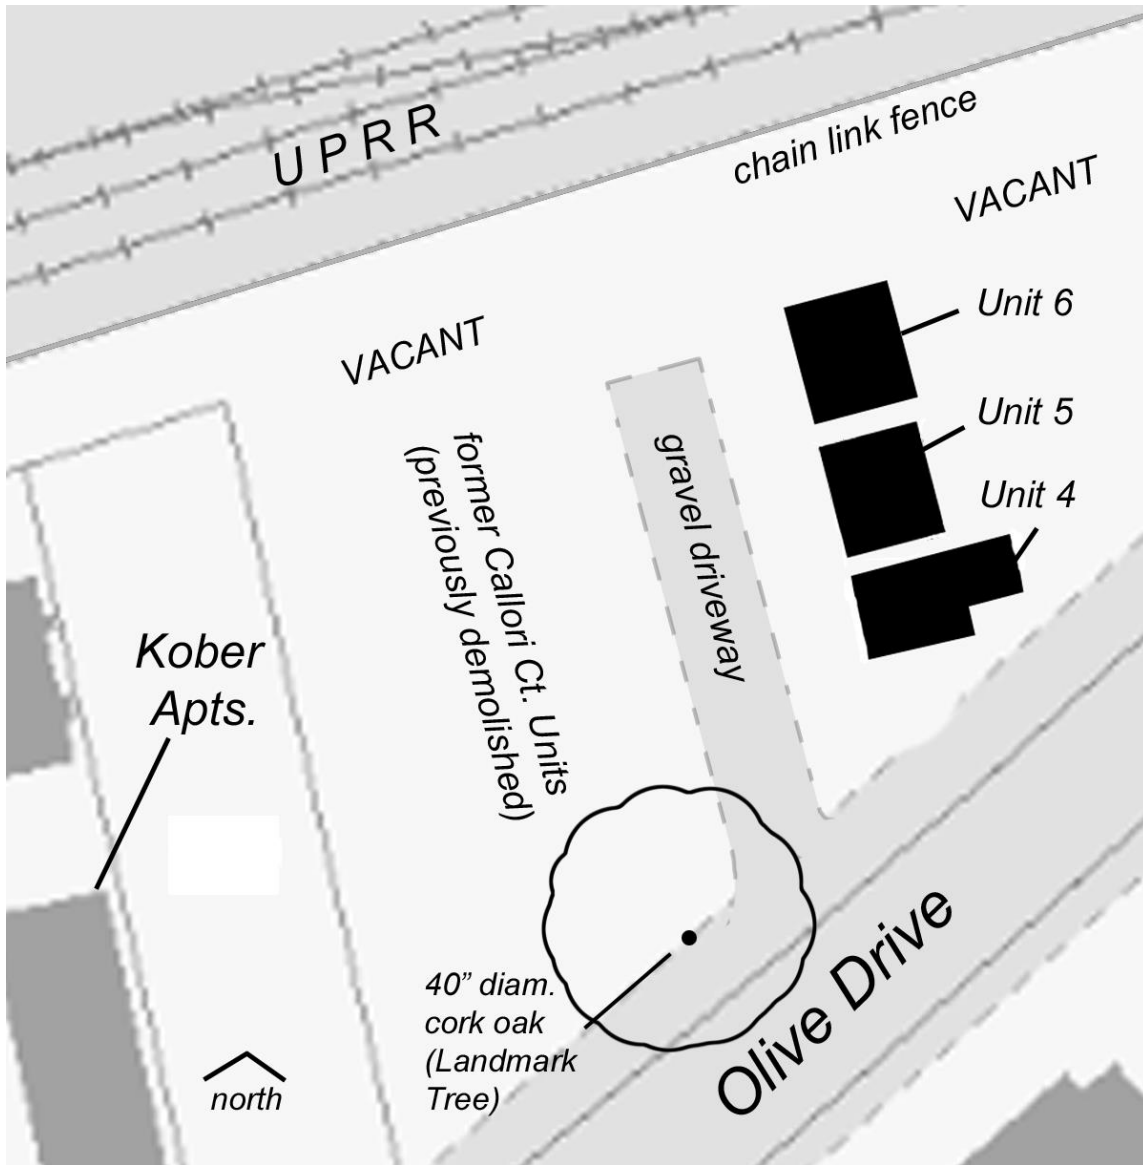 U P R R
chain link fence
VACANT
Unit 6
VACANT
Unit 5
former Callori Ct. Units
(previously demolished)
gravel driveway
Unit 4
Kober
Apts.
40” diam.
cork oak
(Landmark
Tree)
Olive Drive
north